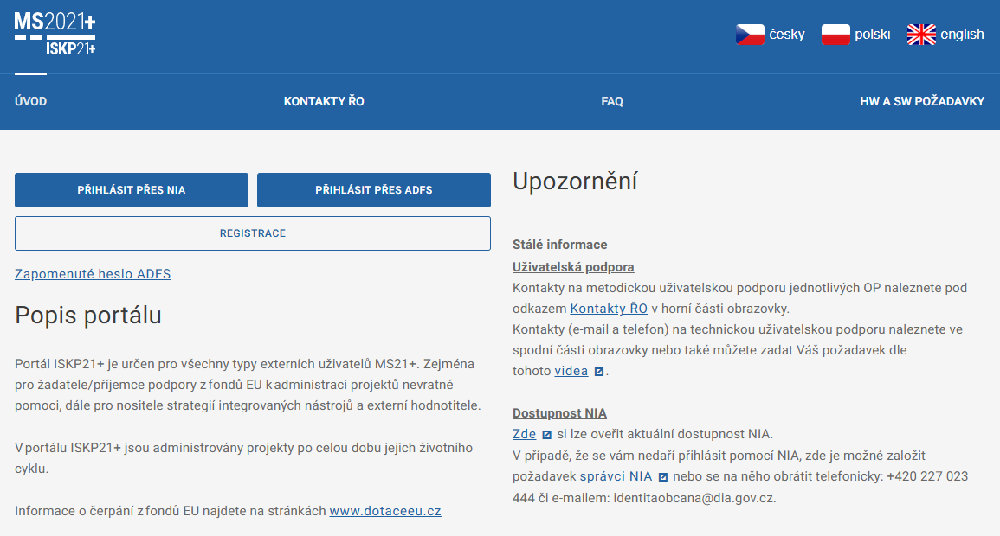 MS2021+
ISKP21+
česky
polski
english
ÚVOD
KONTAKTY ŘO
FAQ
HW A SW POŽADAVKY
PŘIHLÁSIT PŘES NIA
PŘIHLÁSIT PŘES ADFS
REGISTRACE
Zapomenuté heslo ADFS
Popis portálu
Portál ISKP21+ je určen pro všechny typy externích uživatelů MS21+. Zejména
pro žadatele/příjemce podpory z fondů EU k administraci projektů nevratné
pomoci, dále pro nositele strategií integrovaných nástrojů a externí hodnotitele.
V portálu ISKP21+ jsou administrovány projekty po celou dobu jejich životního
cyklu.
Informace o čerpání z fondů EU najdete na stránkách www.dotaceeu.cz
Upozornění
Stálé informace
Uživatelská podpora
Kontakty na metodickou uživatelskou podporu jednotlivých OP naleznete pod
odkazem Kontakty ŘO v horní části obrazovky.
Kontakty (e-mail a telefon) na technickou uživatelskou podporu naleznete ve
spodní části obrazovky nebo také můžete zadat Váš požadavek dle
tohoto videa .
Dostupnost NIA
Zde si lze oveřit aktuální dostupnost NIA.
V případě, že se vám nedaří přihlásit pomocí NIA, zde je možné založit
požadavek správci NIA nebo se na něho obrátit telefonicky: +420 227 023
444 či e-mailem: identitaobcana@dia.gov.cz.